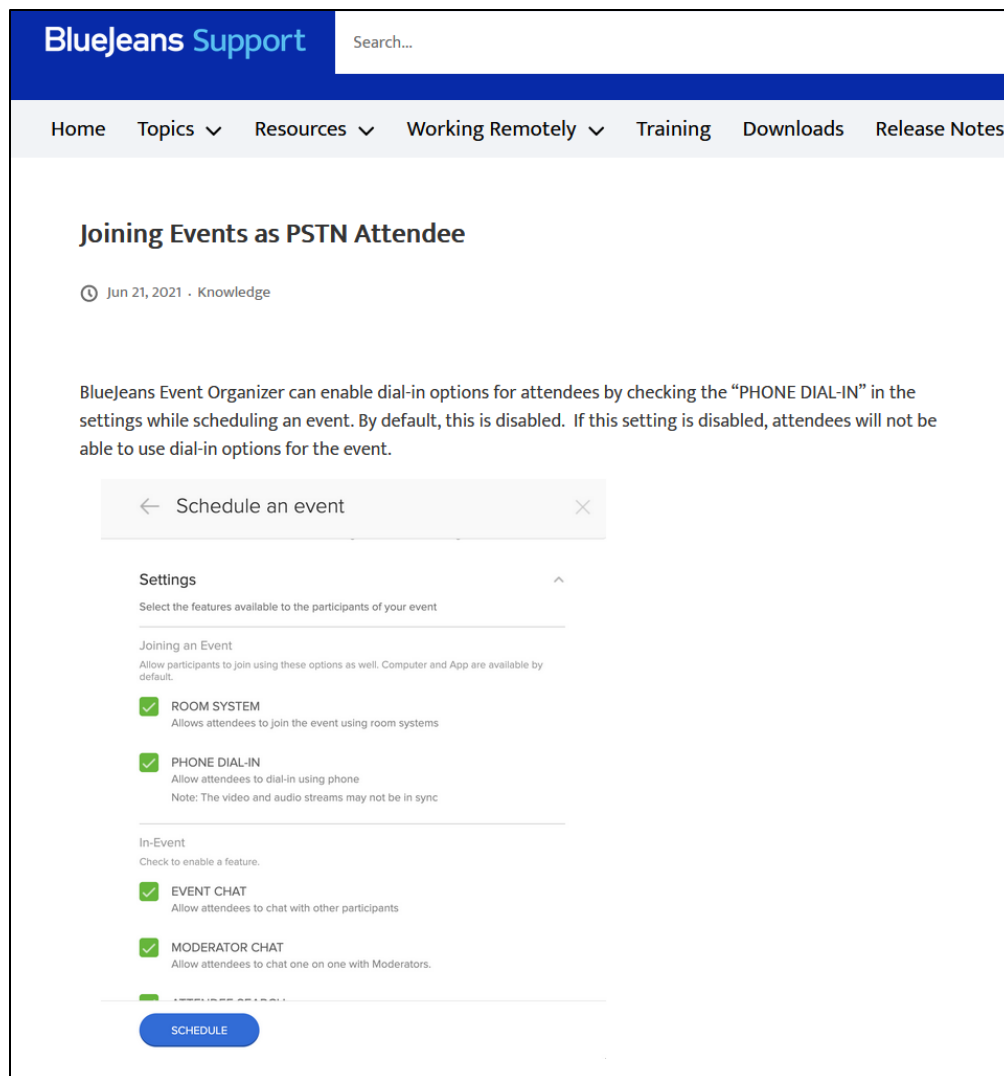 BlueJeans Support
Search...
Home Topics Resources Working Remotely Training Downloads Release Notes
Joining Events as PSTN Attendee
Jun 21, 2021 . Knowledge
BlueJeans Event Organizer can enable dial-in options for attendees by checking the “PHONE DIAL-IN” in the
settings while scheduling an event. By default, this is disabled. If this setting is disabled, attendees will not be
able to use dial-in options for the event.
Schedule an event
Settings
Select the features available to the participants of your event
Joining an Event
Allow participants to join using these options as well. Computer and App are available by
default.
ROOM SYSTEM
Allows attendees to join the event using room systems
PHONE DIAL-IN
Allow attendees to dial-in using phone
Note: The video and audio streams may not be in sync
In-Event
Check to enable a feature.
EVENT CHAT
Allow attendees to chat with other participants
MODERATOR CHAT
Allow attendees to chat one on one with Moderators.
ATTENDEE SEARCH
SCHEDULE